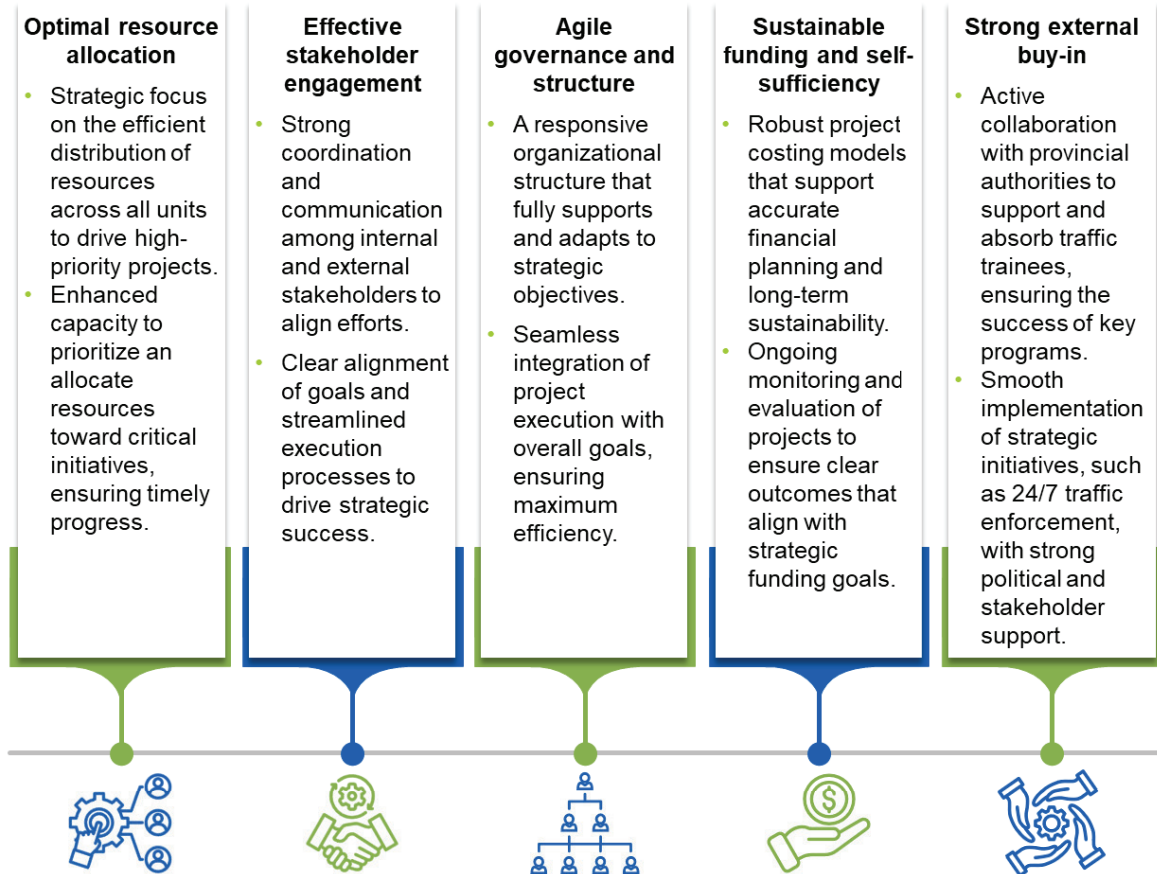 Optimal resource
allocation
• Strategic focus
on the efficient
distribution of
resources
across all units
to drive high-
priority projects.
• Enhanced
capacity to
prioritize an
allocate
resources
toward critical
initiatives,
ensuring timely
progress.
Effective
stakeholder
engagement
• Strong
coordination
and
communication
among internal
and external
stakeholders to
align efforts.
• Clear alignment
of goals and
streamlined
execution
processes to
drive strategic
success.
Agile
governance and
structure
• A responsive
organizational
structure that
fully supports
and adapts to
strategic
objectives.
• Seamless
integration of
project
execution with
overall goals,
ensuring
maximum
efficiency.
Sustainable
funding and self-
sufficiency
• Robust project
costing models
that support
accurate
financial
planning and
long-term
sustainability.
• Ongoing
monitoring and
evaluation of
projects to
ensure clear
outcomes that
align with
strategic
funding goals.
Strong external
buy-in
• Active
collaboration
with provincial
authorities to
support and
absorb traffic
trainees,
ensuring the
success of key
programs.
• Smooth
implementation
of strategic
initiatives, such
as 24/7 traffic
enforcement,
with strong
political and
stakeholder
support.
$